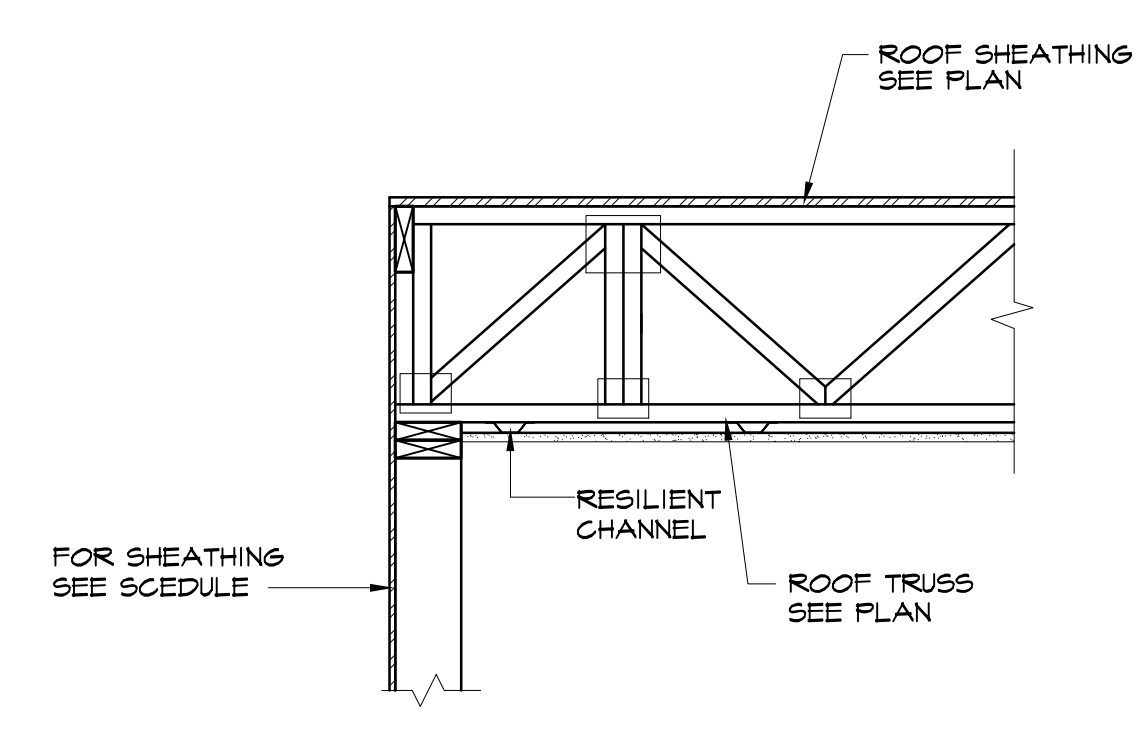 ROOF SHEATHING
SEE PLAN
RESILIENT
CHANNEL
FOR SHEATHING
SEE SCEDULE
ROOF TRUSS
SEE PLAN